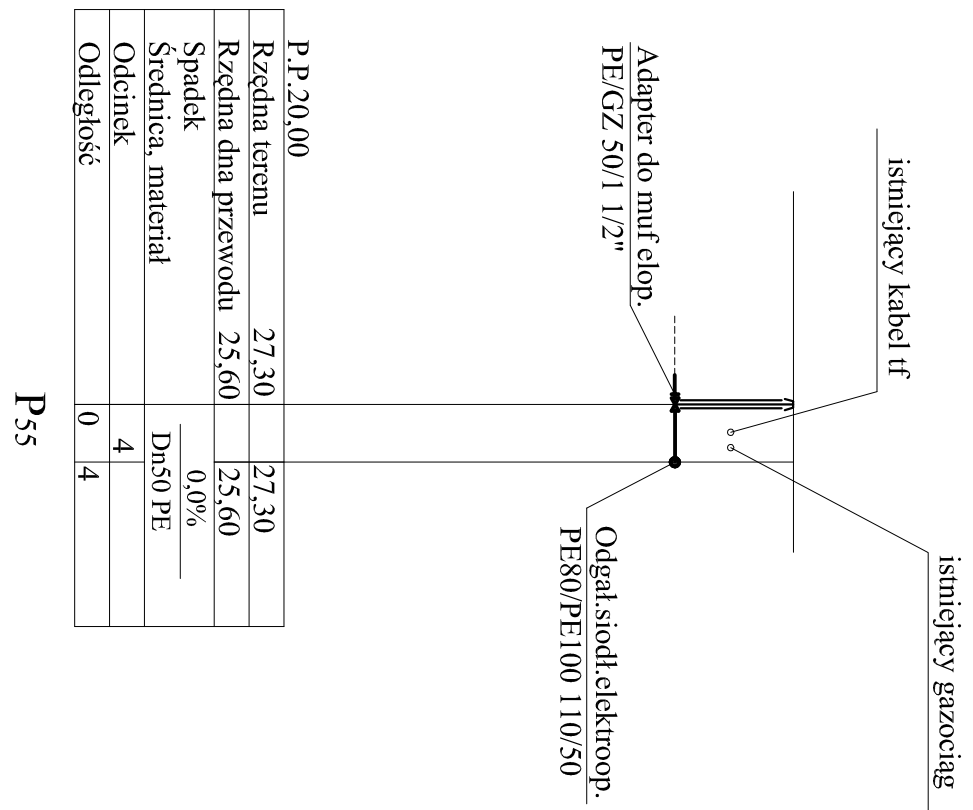 istniejący gazociąg
istniejący kabel tf
Adapter do muf elop.
PE/GZ 50/1 1/2"
Odgał.siodł.elektroop.
PE80/PE100 110/50
P.P.20,00
Rzędna terenu 27,30 27,30
Rzędna dna przewodu 25,60 25,60
Spadek 0,0%
Średnica, materiał Dn50 PE
Odcinek 4
Odległość 0 4
P55